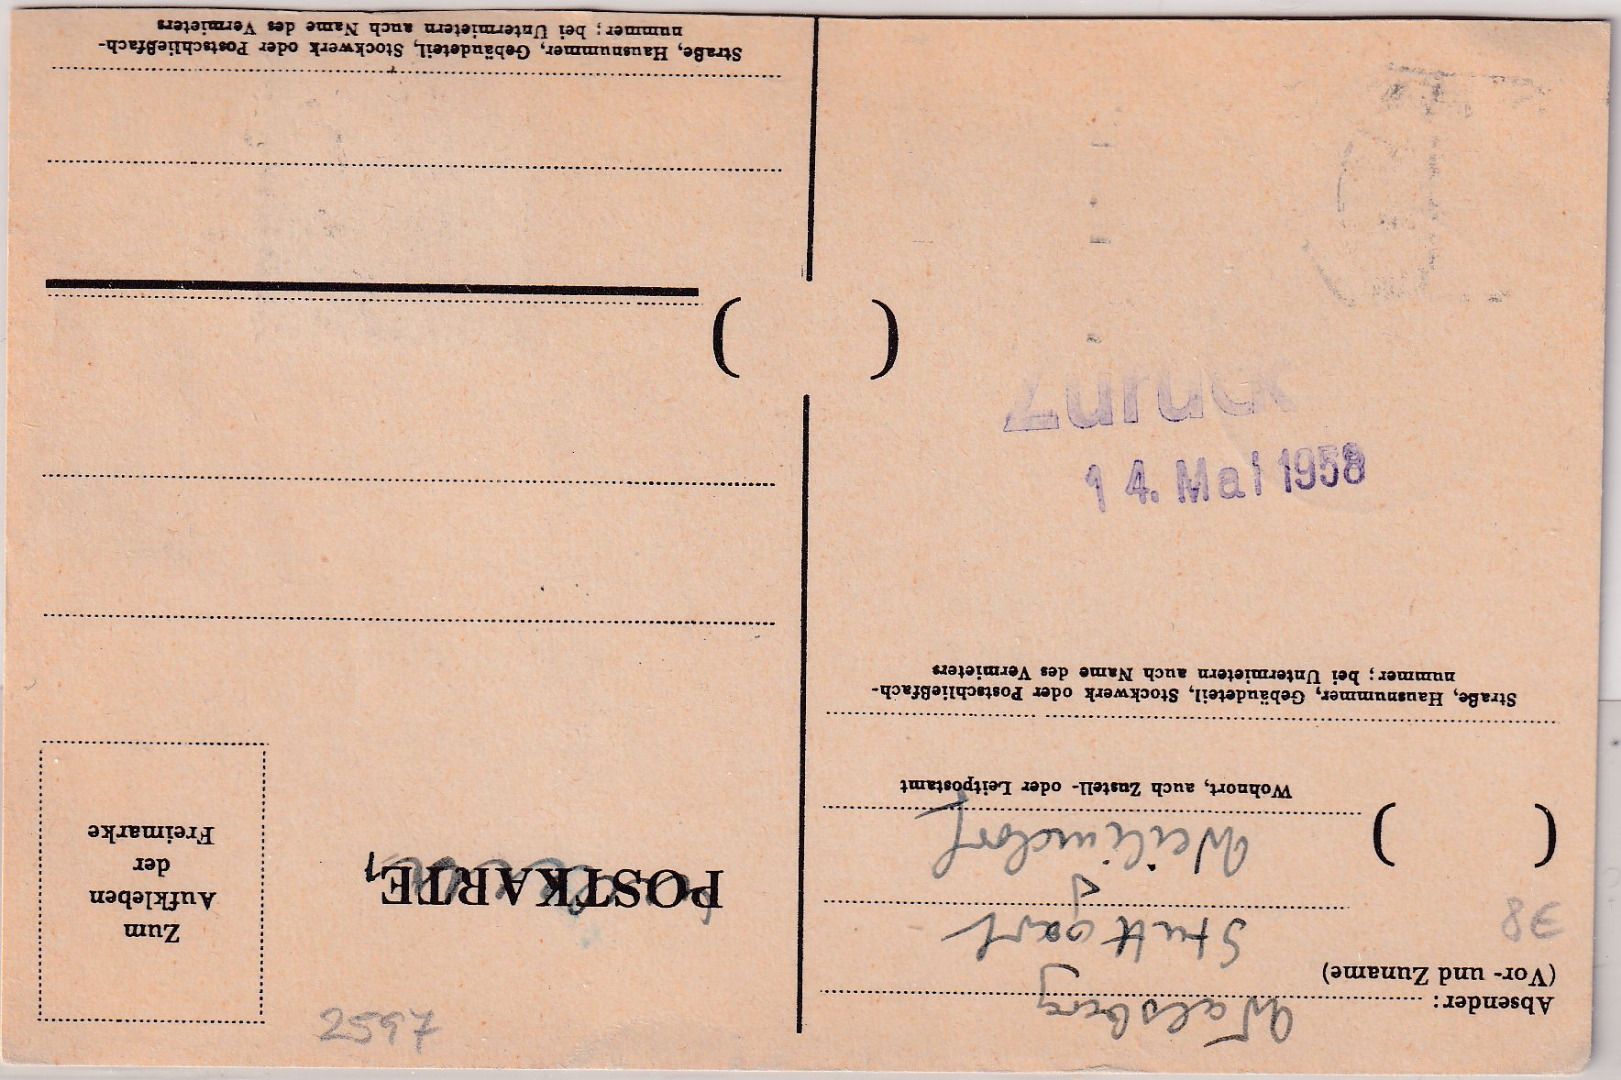 Absender:
(Vor- und Zuname)
Stuttgart
Weilimdorf
Wohnort, auch Zustell- oder Leitpostamt
Straße, Hausnummer, Gebäudeteil, Stockwerk oder Postschließfach-
nummer; bei Untermietern auch Name des Vermieters
POSTKARTE
Zum
Aufkleben
der
Freimarke
Straße, Hausnummer, Gebäudeteil, Stockwerk oder Postschließfach-
nummer; bei Untermietern auch Name des Vermieters
Zurück
14. Mai 1958
2597
8E